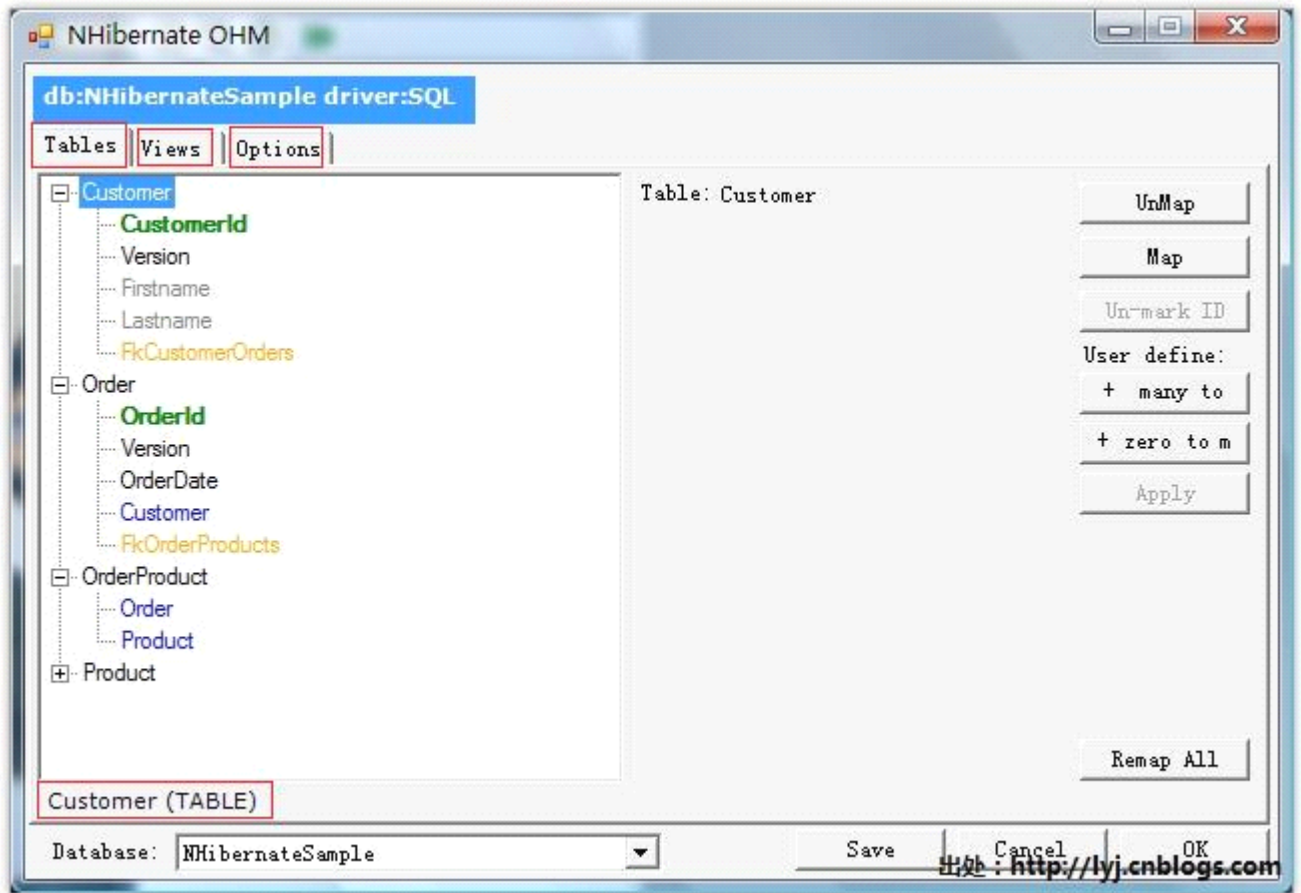 NHibernate OHM
db:NHibernateSample driver:SQL
Tables Views Options
Customer
CustomerId
Version
Firstname
Lastname
FkCustomerOrders
Order
OrderId
Version
OrderDate
Customer
FkOrderProducts
OrderProduct
Order
Product
Product
Table: Customer
UnMap
Map
Un-mark ID
User define:
+ many to
+ zero to m
Apply
Remap All
Customer (TABLE)
Database: NHibernateSample
Save Cancel OK
出处：http://lyj.cnblogs.com